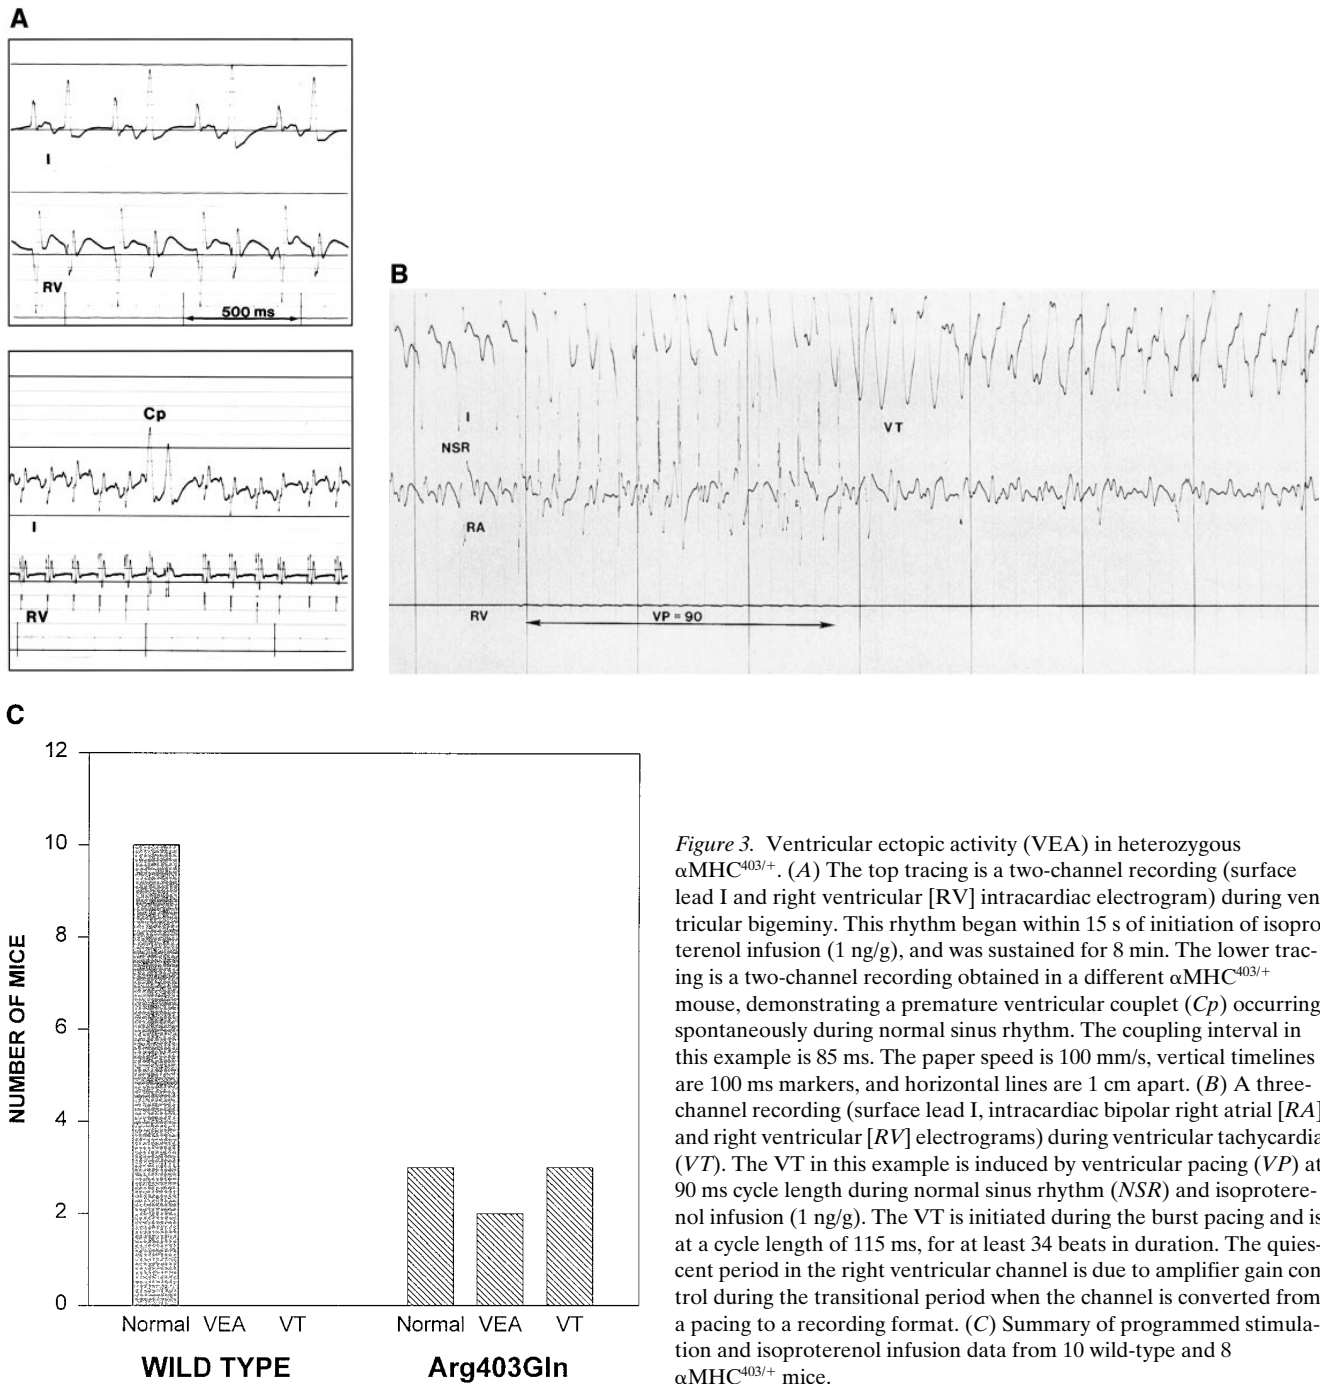 A
I
RV
500 ms
Cp
I
RV
B
I
NSR
VT
RA
RV
VP = 90
C
NUMBER OF MICE
12
10
8
6
4
2
0
Normal VEA VT
Normal VEA VT
WILD TYPE
Arg403Gln
Figure 3. Ventricular ectopic activity (VEA) in heterozygous
αMHC403/+. (A) The top tracing is a two-channel recording (surface
lead I and right ventricular [RV] intracardiac electrogram) during ven
tricular bigeminy. This rhythm began within 15 s of initiation of isopro
terenol infusion (1 ng/g), and was sustained for 8 min. The lower trac-
ing is a two-channel recording obtained in a different αMHC403/+
mouse, demonstrating a premature ventricular couplet (Cp) occurring
spontaneously during normal sinus rhythm. The coupling interval in
this example is 85 ms. The paper speed is 100 mm/s, vertical timelines
are 100 ms markers, and horizontal lines are 1 cm apart. (B) A three-
channel recording (surface lead I, intracardiac bipolar right atrial [RA]
and right ventricular [RV] electrograms) during ventricular tachycardia
(VT). The VT in this example is induced by ventricular pacing (VP) at
90 ms cycle length during normal sinus rhythm (NSR) and isoprotere-
nol infusion (1 ng/g). The VT is initiated during the burst pacing and is
at a cycle length of 115 ms, for at least 34 beats in duration. The quies-
cent period in the right ventricular channel is due to amplifier gain con
trol during the transitional period when the channel is converted from
a pacing to a recording format. (C) Summary of programmed stimula-
tion and isoproterenol infusion data from 10 wild-type and 8
αMHC403/+ mice.